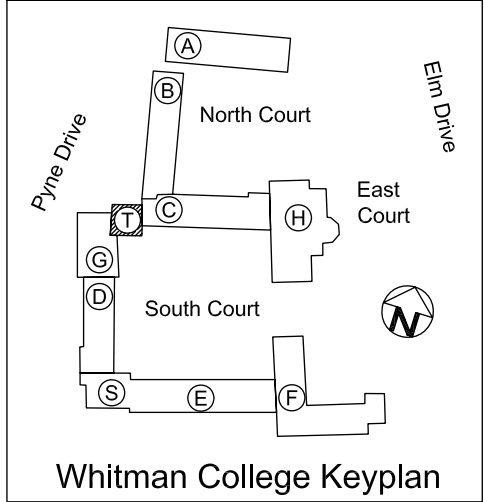 A
B
North Court
Elm Drive
Pyne Drive
C
T
H
East
Court
G
D
South Court
N
S
E
F
Whitman College Keyplan